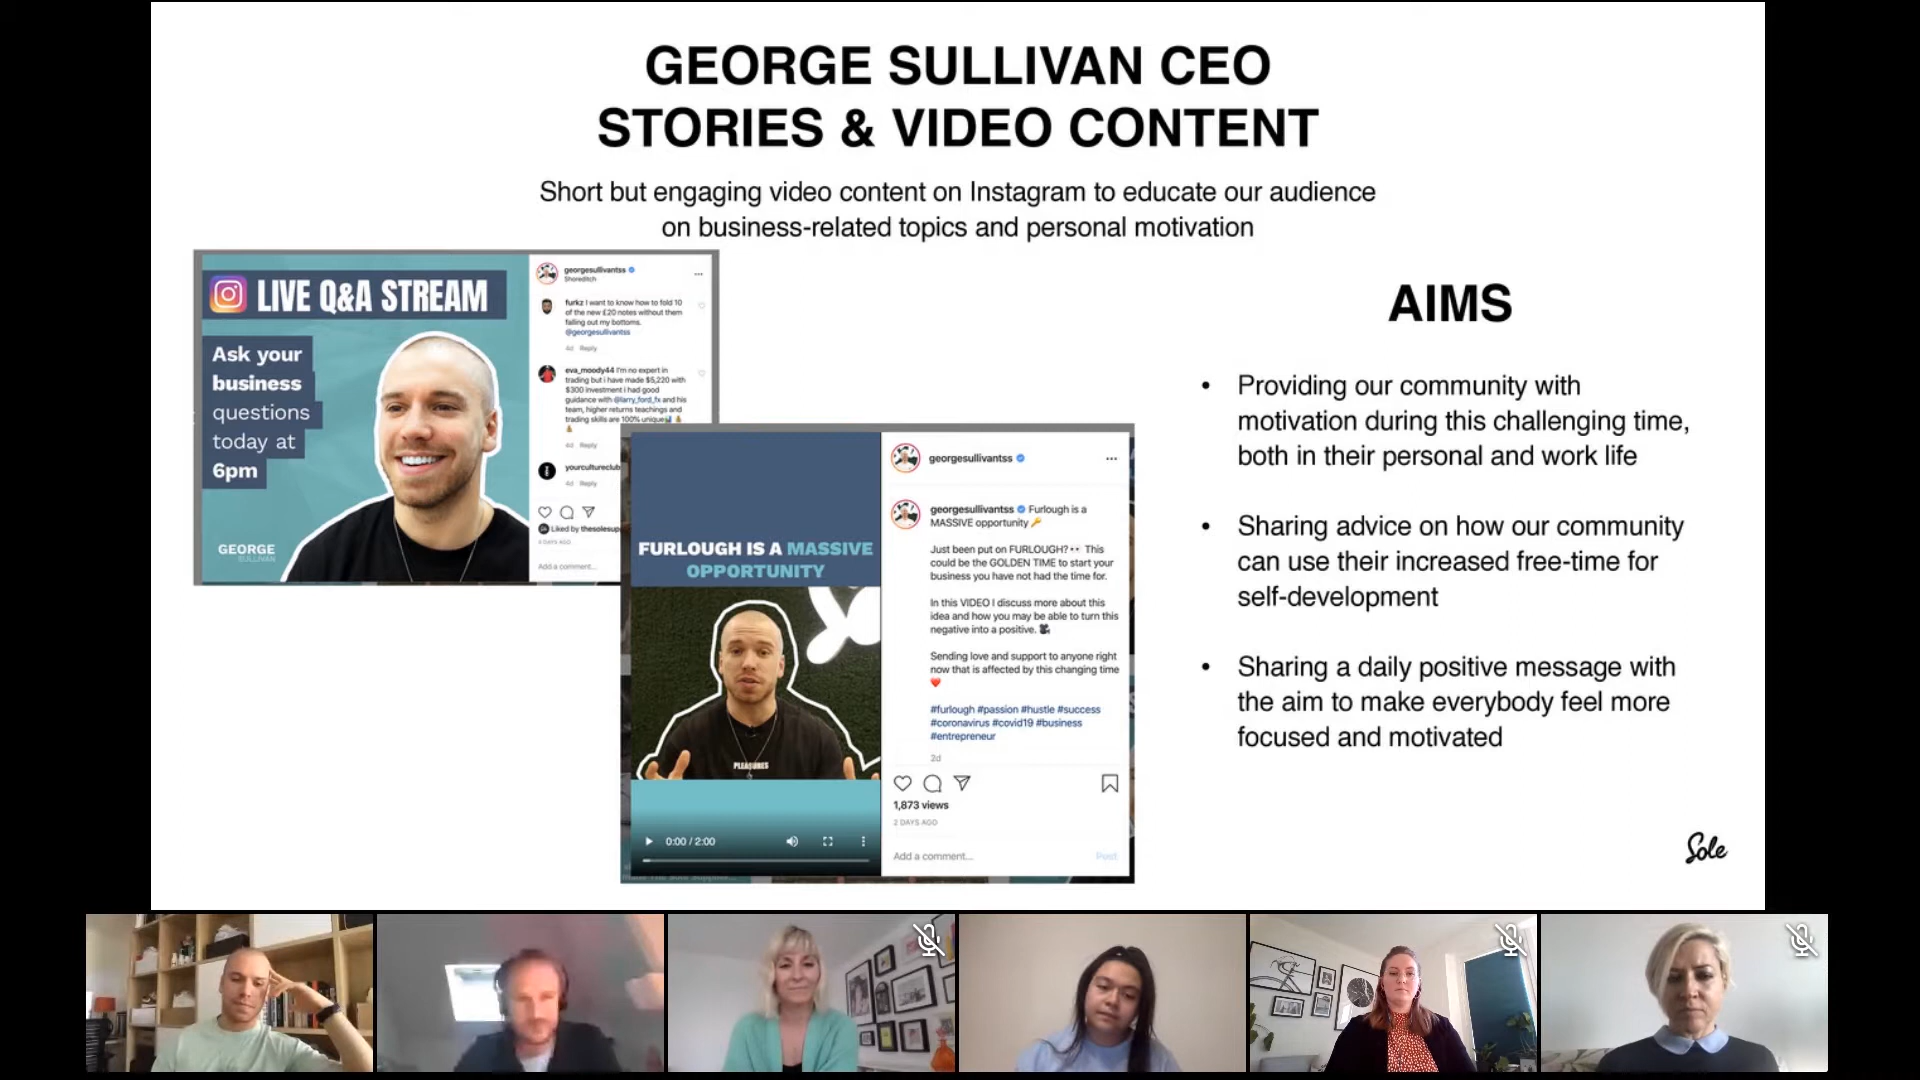 GEORGE SULLIVAN CEO
STORIES & VIDEO CONTENT
Short but engaging video content on Instagram to educate our audience
on business-related topics and personal motivation
LIVE Q&A STREAM
Ask your
business
questions
today at
6pm
GEORGE
SULLIVAN
georgesullivantss
Shoreditch
furkz I want to know how to fold 10
of the new £20 notes without them
falling out my bottoms.
@georgesullivantss
4d Reply
eva_moody44 I'm no expert in
trading but i have made $5,220 with
$300 investment i had good
guidance with @larry_ford_fx and his
team, higher returns teachings and
trading skills are 100% unique
4d Reply
yourcultureclub
4d Reply
Liked by thesolesup
4 DAYS AGO
Add a comment...
FURLOUGH IS A MASSIVE
OPPORTUNITY
PLEASURES
0:00 / 2:00
georgesullivantss
georgesullivantss Furlough is a
MASSIVE opportunity 🔑
Just been put on FURLOUGH? 👀 This
could be the GOLDEN TIME to start your
business you have not had the time for.
In this VIDEO I discuss more about this
idea and how you may be able to turn this
negative into a positive. 🎥
Sending love and support to anyone right
now that is affected by this changing time
❤️
#furlough #passion #hustle #success
#coronavirus #covid19 #business
#entrepreneur
2d
1,873 views
2 DAYS AGO
Add a comment...
Post
AIMS
• Providing our community with
motivation during this challenging time,
both in their personal and work life
• Sharing advice on how our community
can use their increased free-time for
self-development
• Sharing a daily positive message with
the aim to make everybody feel more
focused and motivated
Sole